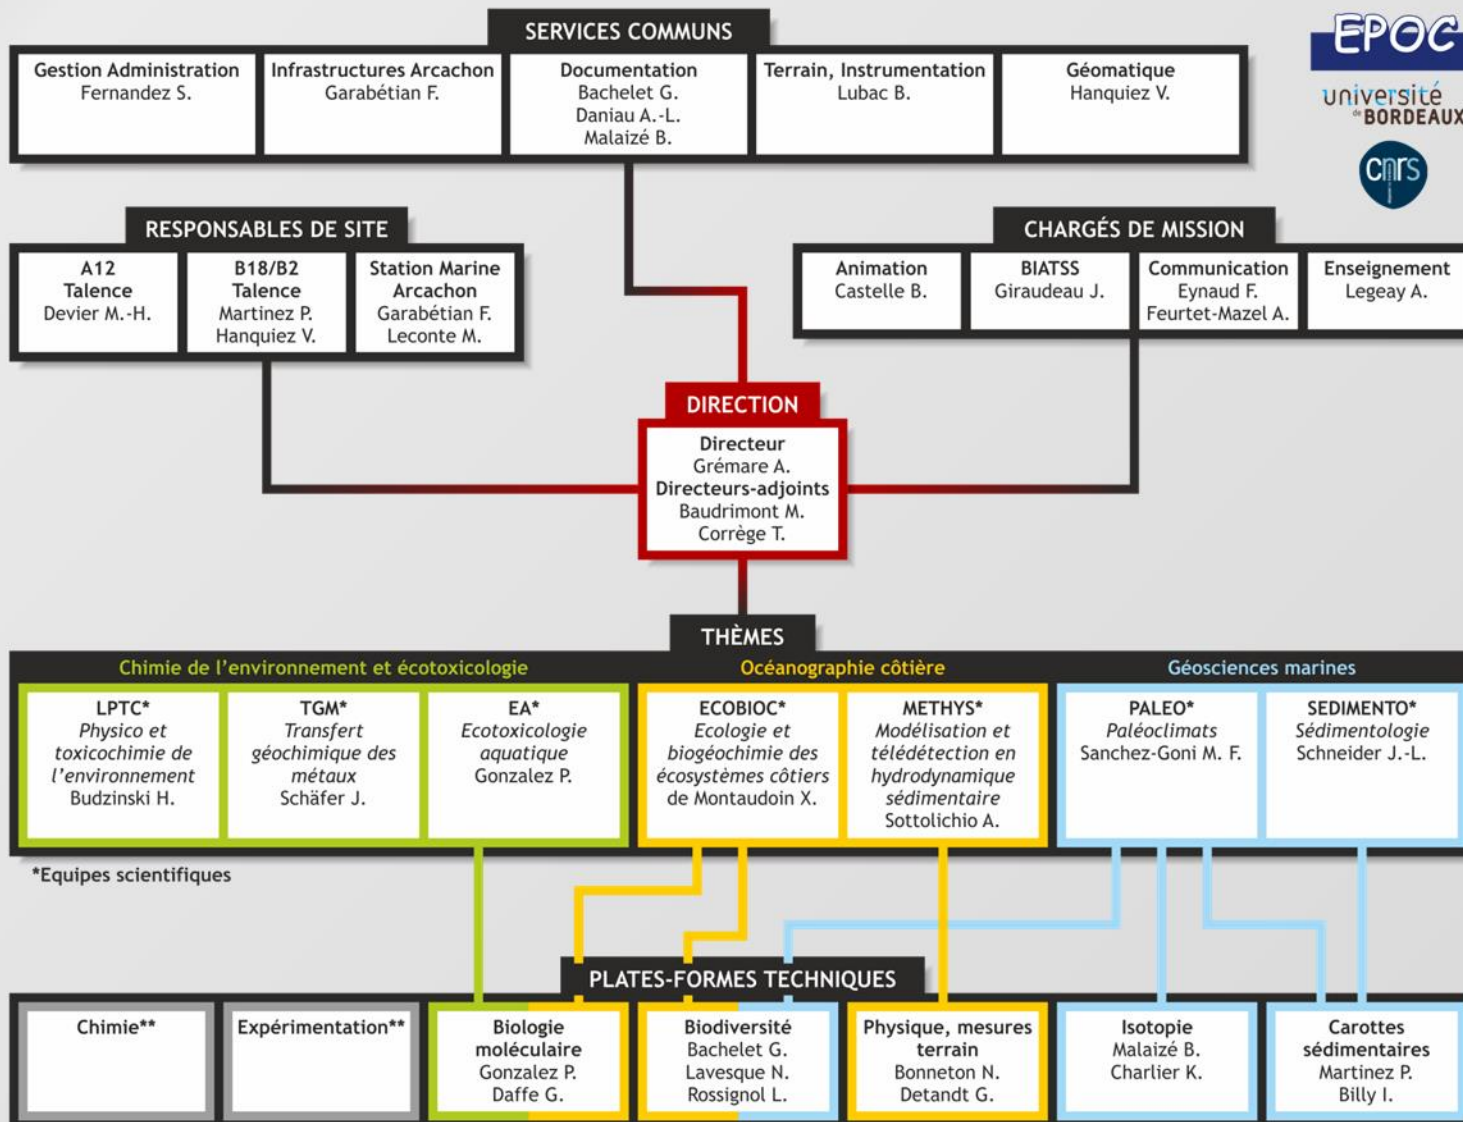 SERVICES COMMUNS
Gestion Administration
Fernandez S.
Infrastructures Arcachon
Garabétian F.
Documentation
Bachelet G.
Daniau A.-L.
Malaizé B.
Terrain, Instrumentation
Lubac B.
Géomatique
Hanquiez V.
EPOC
université
de BORDEAUX
cnrs
RESPONSABLES DE SITE
A12
Talence
Devier M.-H.
B18/B2
Talence
Martinez P.
Hanquiez V.
Station Marine
Arcachon
Garabétian F.
Leconte M.
CHARGÉS DE MISSION
Animation
Castelle B.
BIATSS
Giraudeau J.
Communication
Eynaud F.
Feurtet-Mazel A.
Enseignement
Legeay A.
DIRECTION
Directeur
Grémare A.
Directeurs-adjoints
Baudrimont M.
Corrège T.
THÈMES
Chimie de l'environnement et écotoxicologie
LPTC*
Physico et
toxicochimie de
l'environnement
Budzinski H.
TGM*
Transfert
géochimique des
métaux
Schäfer J.
EA*
Ecotoxicologie
aquatique
Gonzalez P.
Océanographie côtière
ECOBIOC*
Ecologie et
biogéochimie des
écosystèmes côtiers
de Montaudoin X.
METHYS*
Modélisation et
télédétection en
hydrodynamique
sédimentaire
Sottolichio A.
Géosciences marines
PALEO*
Paléoclimats
Sanchez-Goni M. F.
SEDIMENTO*
Sédimentologie
Schneider J.-L.
*Equipes scientifiques
PLATES-FORMES TECHNIQUES
Chimie**
Expérimentation**
Biologie
moléculaire
Gonzalez P.
Daffe G.
Biodiversité
Bachelet G.
Lavesque N.
Rossignol L.
Physique, mesures
terrain
Bonneton N.
Detandt G.
Isotopie
Malaizé B.
Charlier K.
Carottes
sédimentaires
Martinez P.
Billy I.